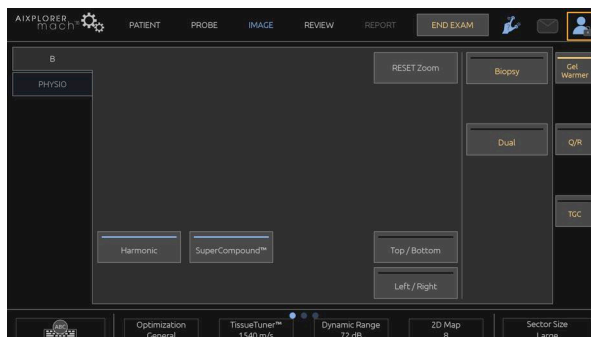 AIXPLORER
mach
PATIENT
PROBE
IMAGE
REVIEW
REPORT
END EXAM
B
PHYSIO
RESET Zoom
Biopsy
Gel
Warmer
Dual
Q/R
TGC
Harmonic
SuperCompound™
Top / Bottom
Left / Right
ABC
Optimization
General
TissueTuner™
1540 m/s
Dynamic Range
72 dB
2D Map
8
Sector Size
Large